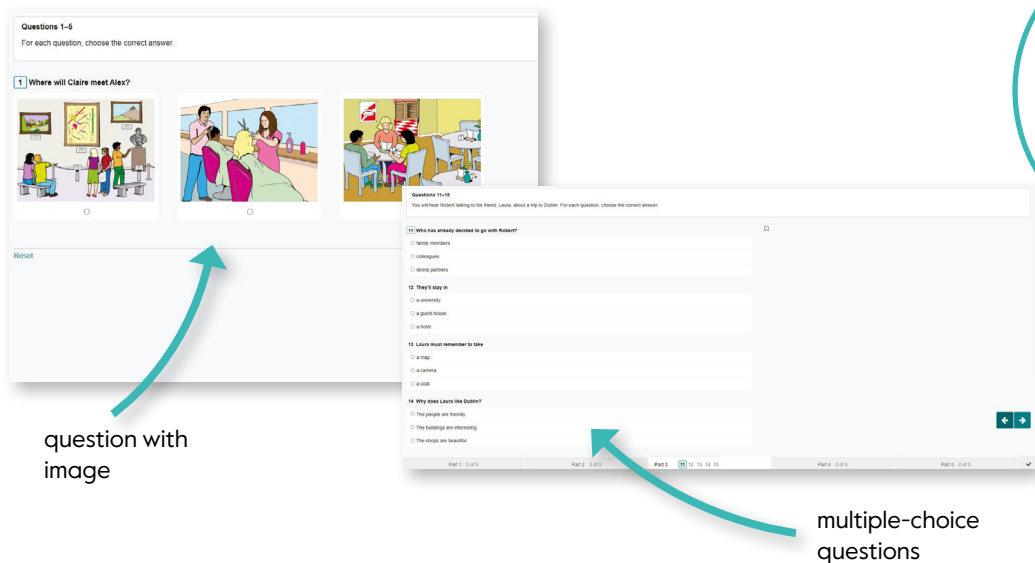 Questions 1–5
For each question, choose the correct answer.
1 Where will Claire meet Alex?
Reset
question with
image
Questions 11–15
You will hear Robert talking to his friend, Laura, about a trip to Dublin. For each question, choose the correct answer.
11 Who has already decided to go with Robert?
family members
colleagues
tennis partners
12 They'll stay in
a university.
a guest house.
a hotel.
13 Laura must remember to take
a map.
a camera.
a coat.
14 Why does Laura like Dublin?
The people are friendly.
The buildings are interesting.
The shops are beautiful.
Part 1 0 of 5 Part 2 0 of 5 Part 3 11 12 13 14 15 Part 4 0 of 5 Part 5 0 of 5
multiple-choice
questions